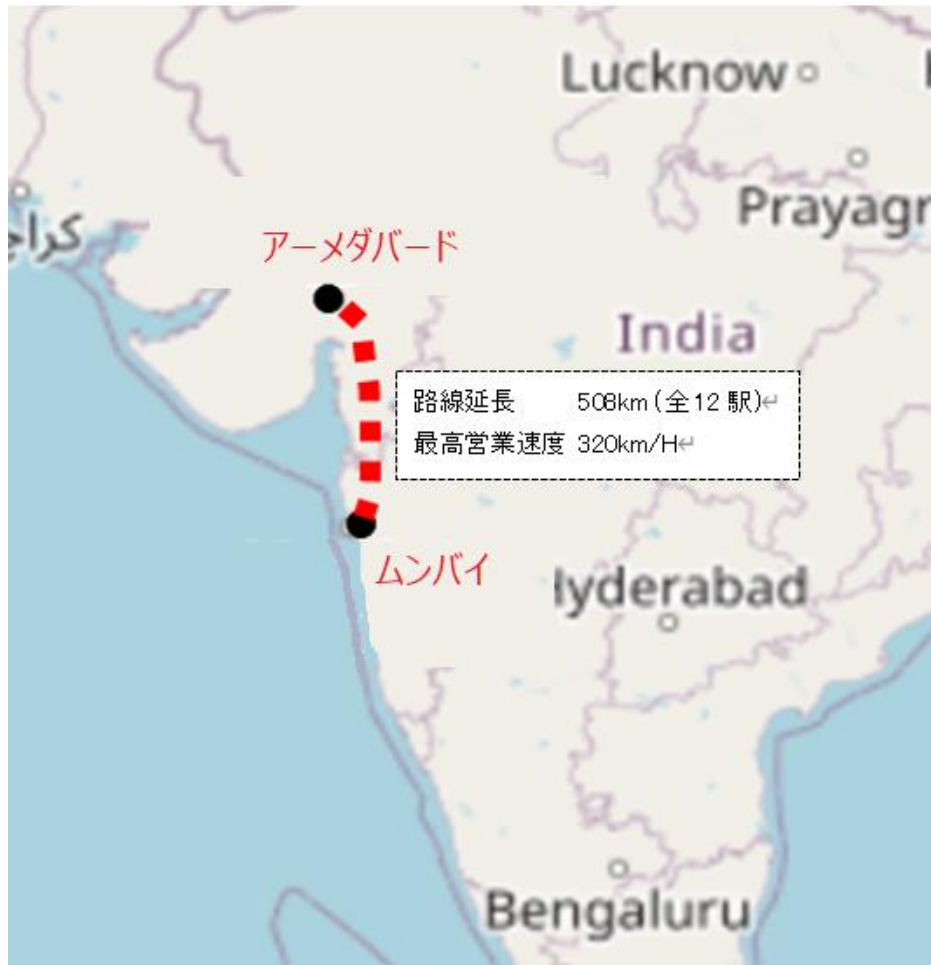 Lucknow
Prayagr
كراچ
アーメダバード
India
路線延長 508km(全12駅)↵
最高営業速度 320km/H↵
ムンバイ
lyderabad
Bengaluru